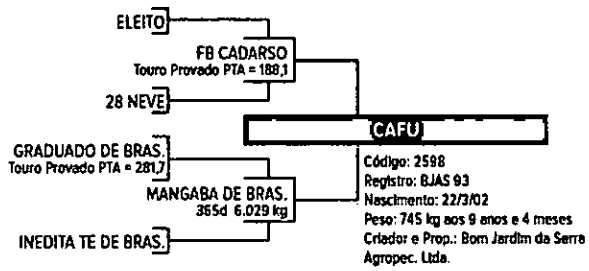 ELEITO
FB CADARSO
Touro Provado PTA = 188,1
28 NEVE
CAFU
GRADUADO DE BRAS.
Touro Provado PTA = 281,7
MANGABA DE BRAS.
365d 6.029 kg
INEDITA TE DE BRAS.
Código: 2598
Registro: BJAS 93
Nascimento: 22/3/02
Peso: 745 kg aos 9 anos e 4 meses
Criador e Prop.: Bom Jardim da Serra
Agropec. Ltda.